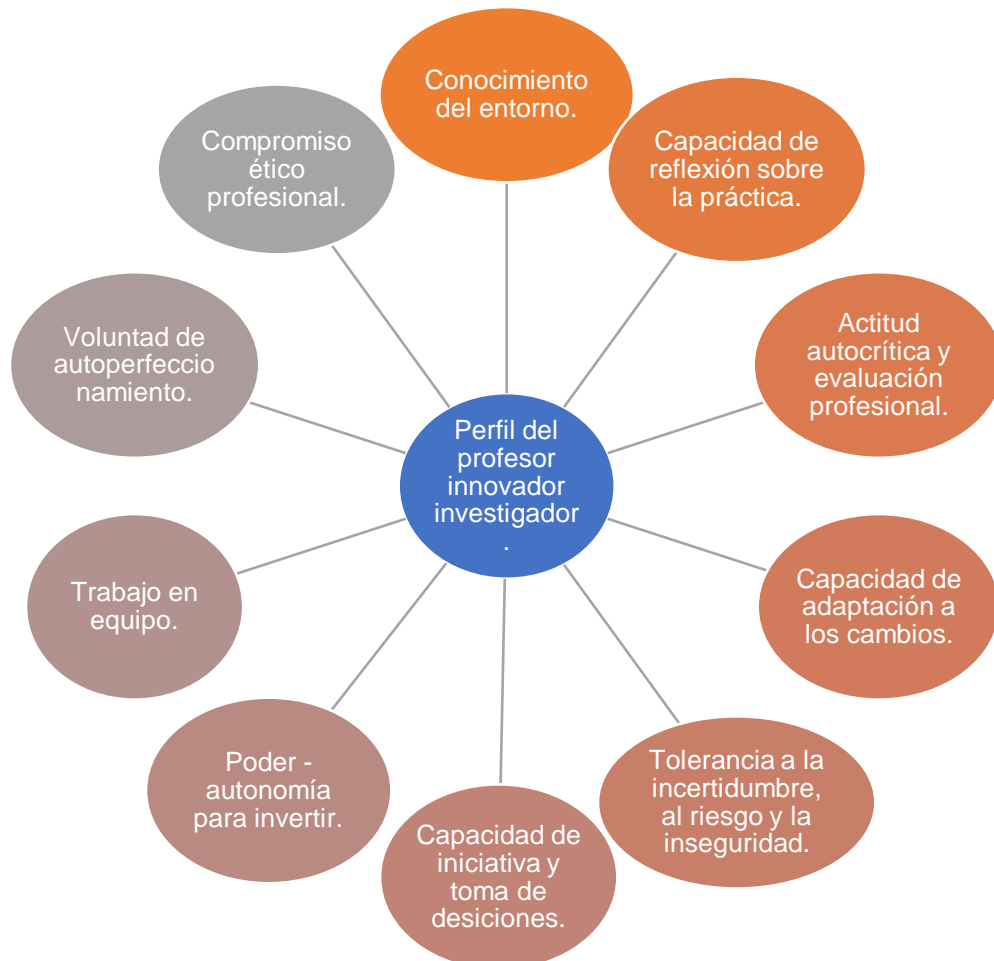 Conocimiento
del entorno.
Capacidad de
reflexión sobre
la práctica.
Actitud
autocrítica y
evaluación
profesional.
Capacidad de
adaptación a
los cambios.
Tolerancia a la
incertidumbre,
al riesgo y la
inseguridad.
Capacidad de
iniciativa y
toma de
desiciones.
Poder -
autonomía
para invertir.
Trabajo en
equipo.
Voluntad de
autoperfeccio
namiento.
Compromiso
ético
profesional.
Perfil del
profesor
innovador
investigador
.